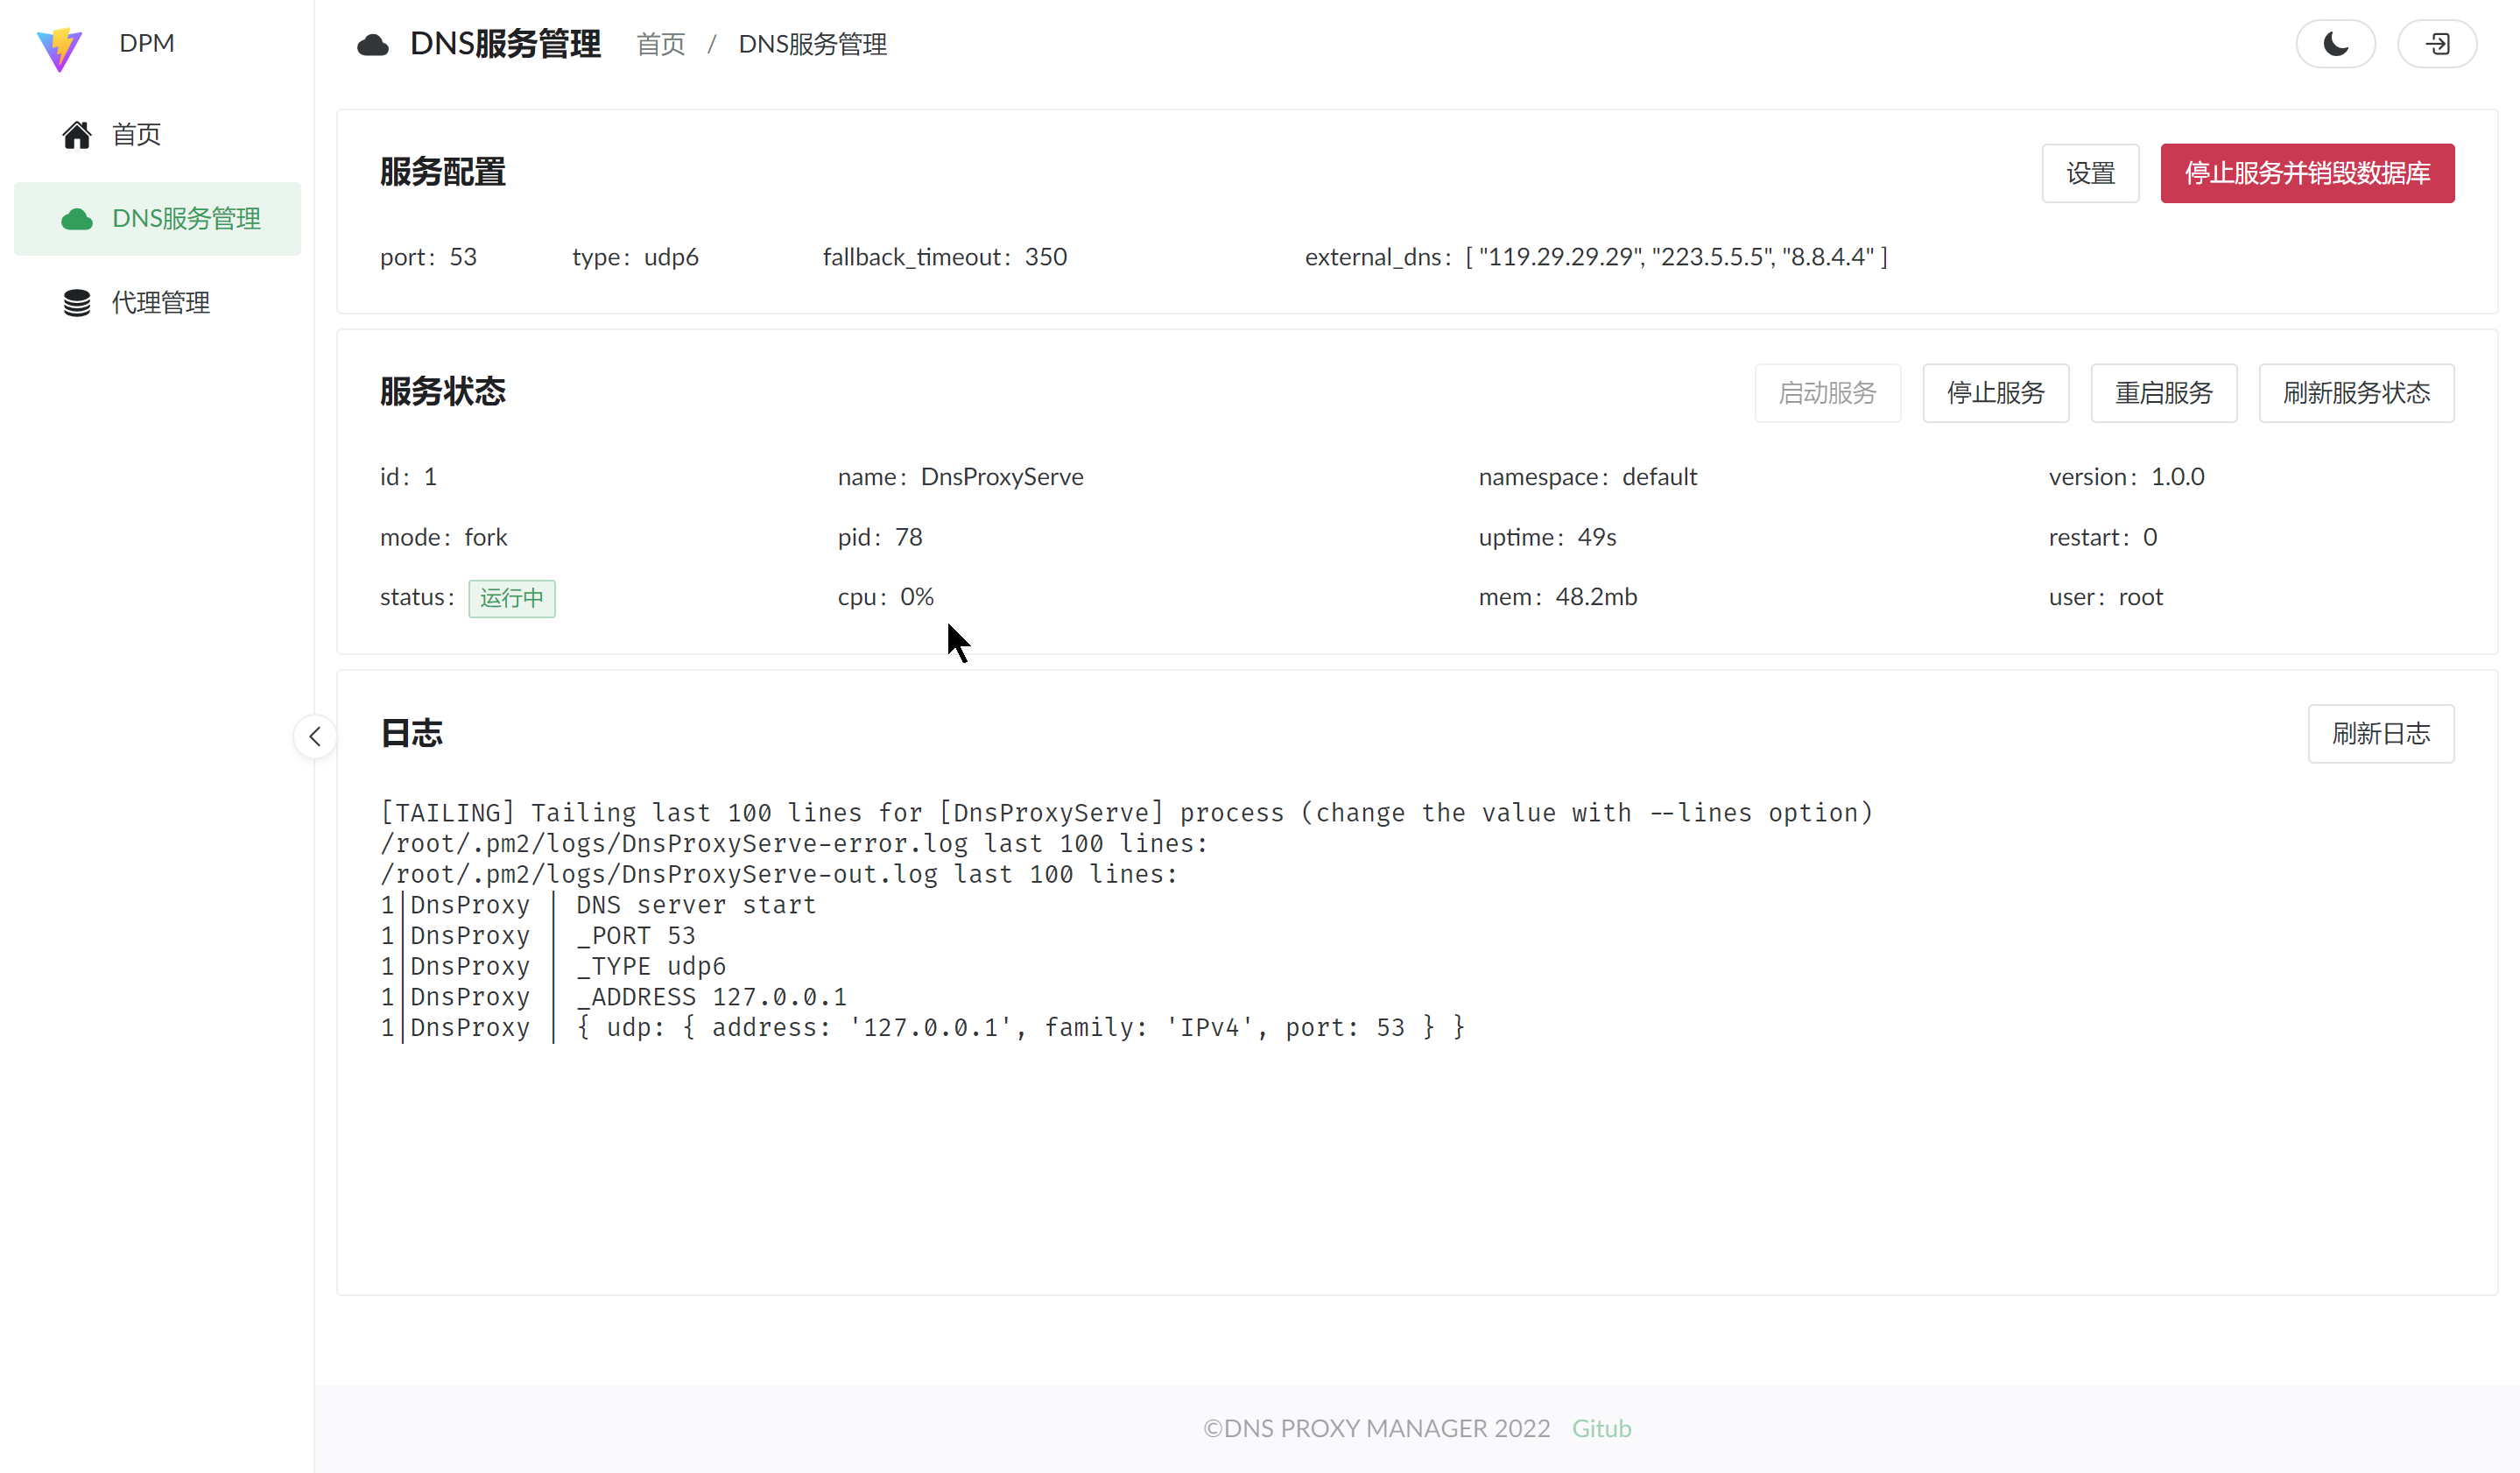 DPM
首页
DNS服务管理
代理管理
DNS服务管理 首页 / DNS服务管理
服务配置 设置 停止服务并销毁数据库
port: 53 type: udp6 fallback_timeout: 350 external_dns: [ "119.29.29.29", "223.5.5.5", "8.8.4.4" ]
服务状态 启动服务 停止服务 重启服务 刷新服务状态
id: 1 name: DnsProxyServe namespace: default version: 1.0.0
mode: fork pid: 78 uptime: 49s restart: 0
status: 运行中 cpu: 0% mem: 48.2mb user: root
日志 刷新日志
[TAILING] Tailing last 100 lines for [DnsProxyServe] process (change the value with --lines option)
/root/.pm2/logs/DnsProxyServe-error.log last 100 lines:
/root/.pm2/logs/DnsProxyServe-out.log last 100 lines:
1|DnsProxy | DNS server start
1|DnsProxy | _PORT 53
1|DnsProxy | _TYPE udp6
1|DnsProxy | _ADDRESS 127.0.0.1
1|DnsProxy | { udp: { address: '127.0.0.1', family: 'IPv4', port: 53 } }
©DNS PROXY MANAGER 2022 Gitub